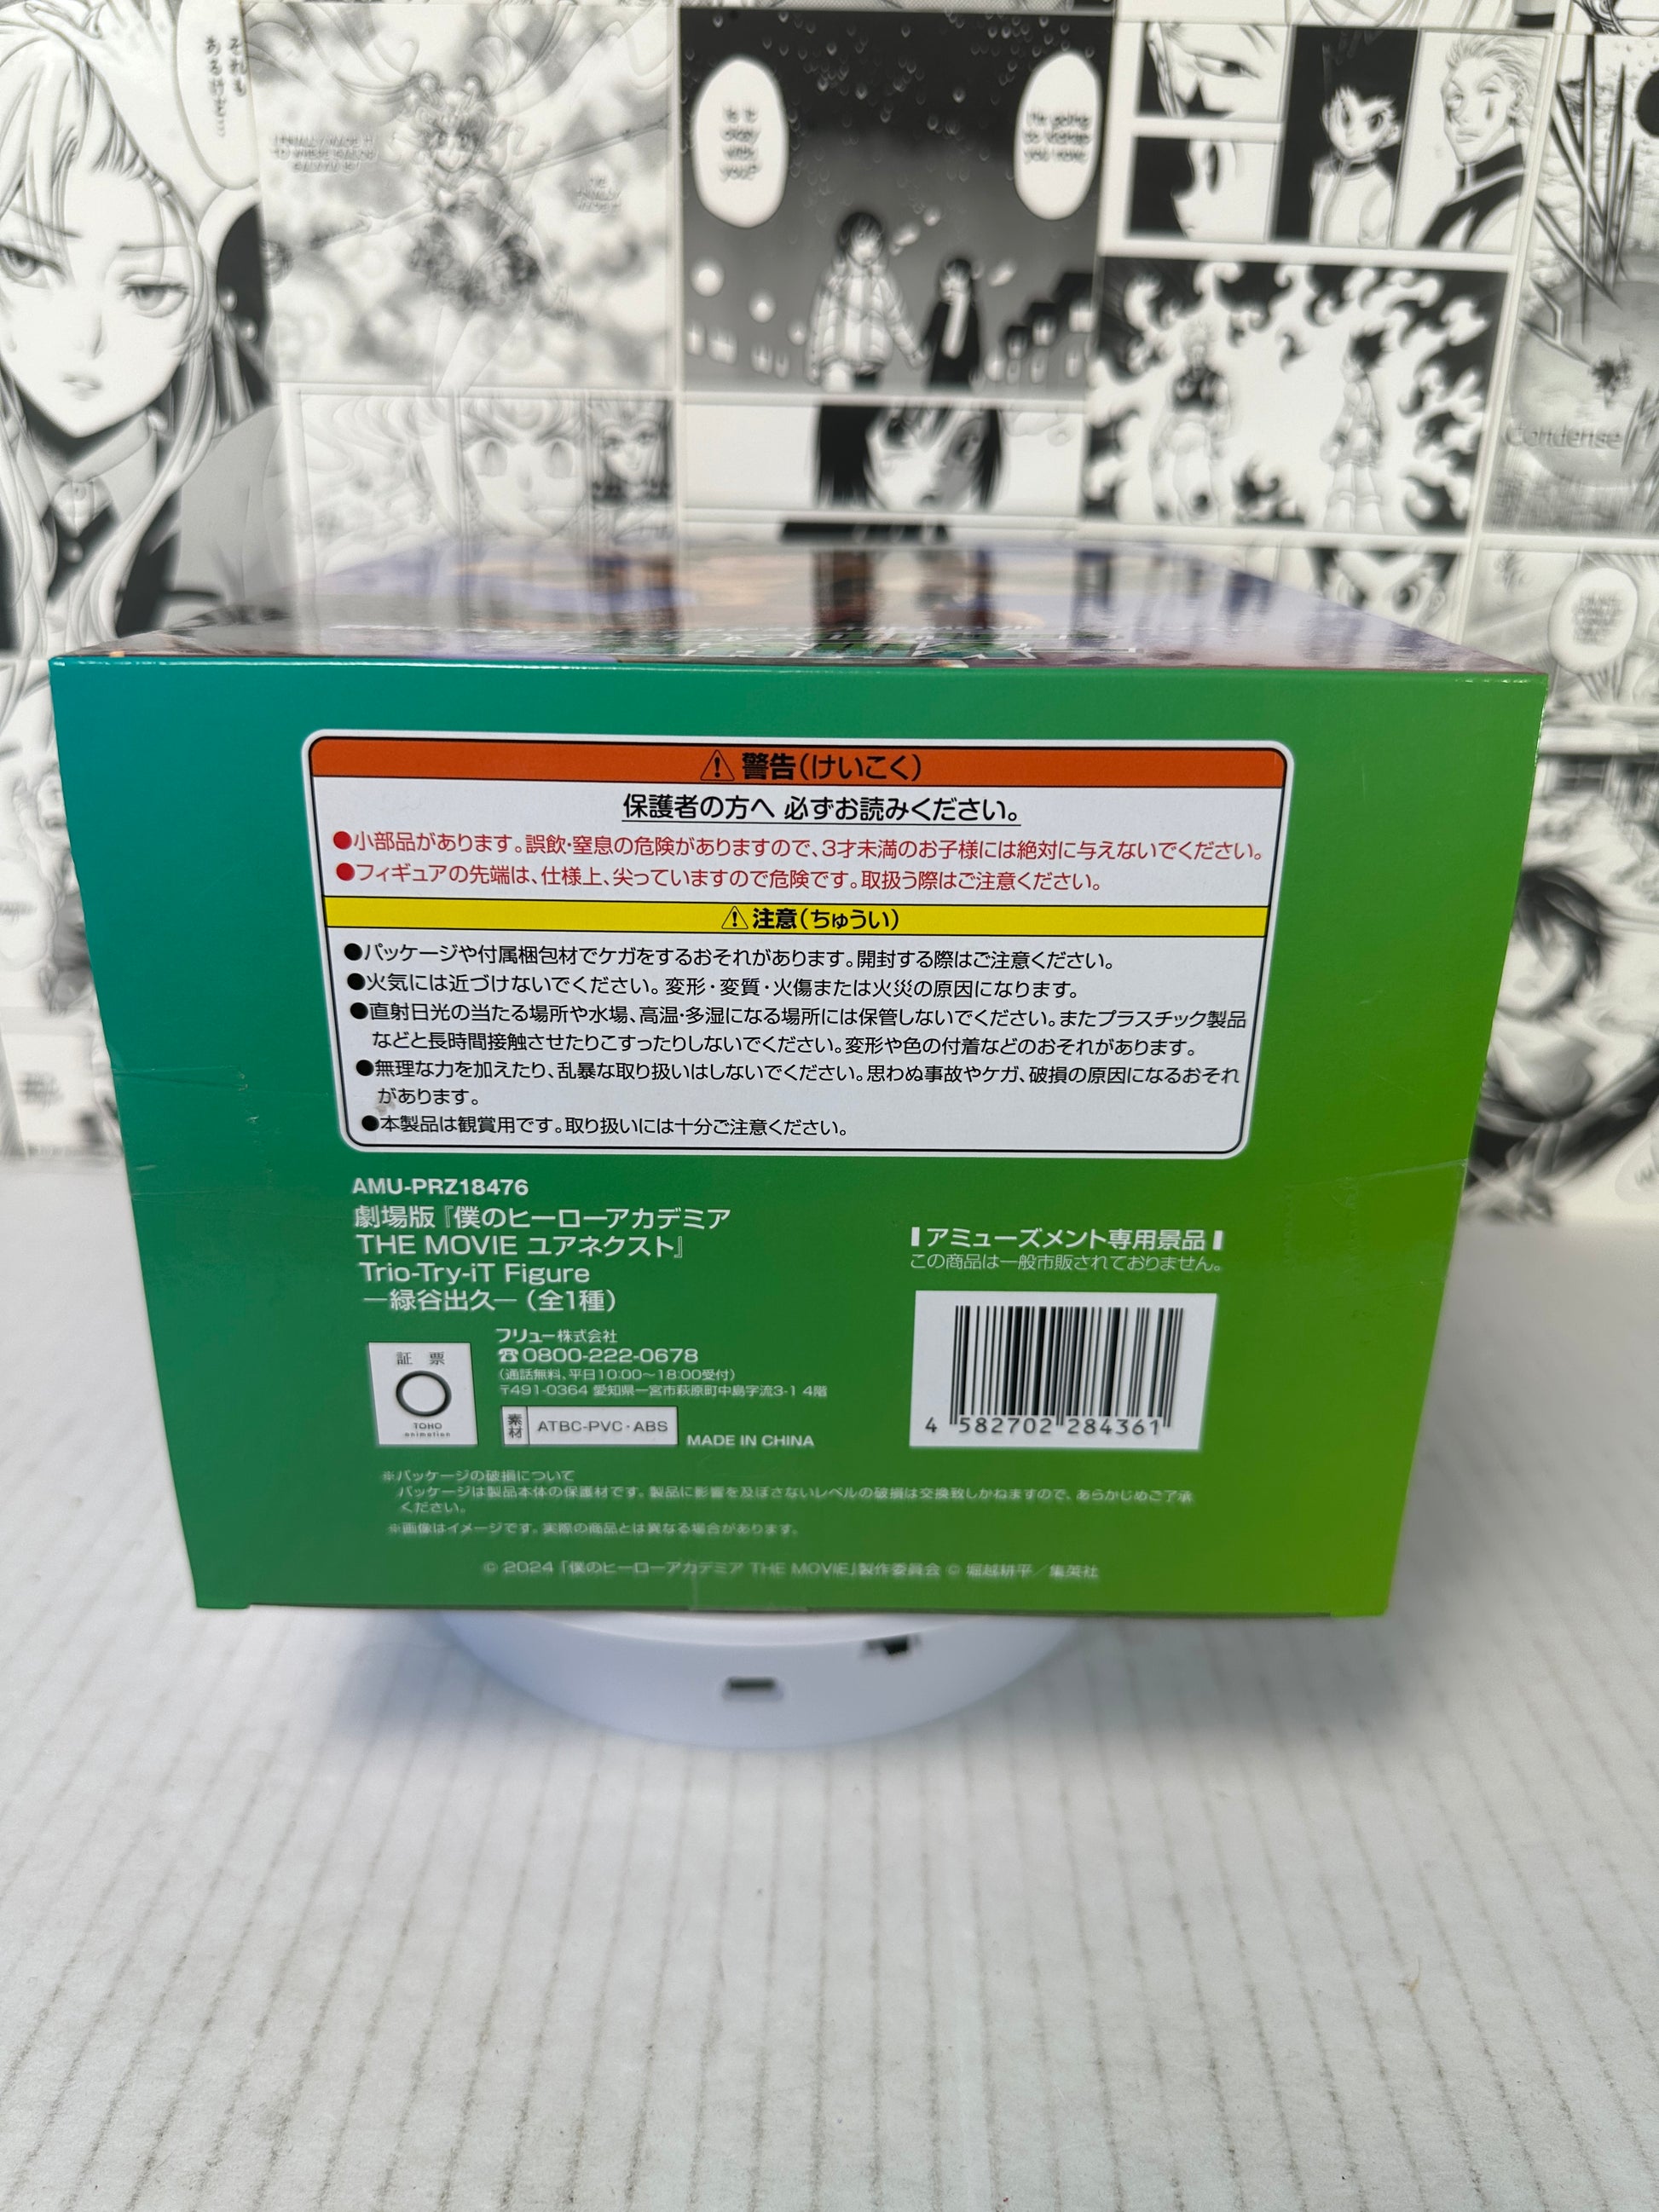 それも
あるけど…
Is it
okay
with
you?
I'm going
to iconize
you now.
Condense
⚠警告(けいこく)
保護者の方へ 必ずお読みください。
●小部品があります。誤飲・窒息の危険がありますので、3才未満のお子様には絶対に与えないでください。
●フィギュアの先端は、仕様上、尖っていますので危険です。取扱う際はご注意ください。
⚠注意(ちゅうい)
●パッケージや付属梱包材でケガをするおそれがあります。開封する際はご注意ください。
●火気には近づけないでください。変形・変質・火傷または火災の原因になります。
●直射日光の当たる場所や水場、高温・多湿になる場所には保管しないでください。またプラスチック製品
などと長時間接触させたりこすったりしないでください。変形や色の付着などのおそれがあります。
●無理な力を加えたり、乱暴な取り扱いはしないでください。思わぬ事故やケガ、破損の原因になるおそれ
があります。
●本製品は観賞用です。取り扱いには十分ご注意ください。
AMU-PRZ18476
劇場版『僕のヒーローアカデミア
THE MOVIE ユアネクスト』
Trio-Try-iT Figure
―緑谷出久―(全1種)
アミューズメント専用景品
この商品は一般市販されておりません。
証 票
TOHO
animation
フリュー株式会社
☎0800-222-0678
(通話無料、平日10:00～18:00受付)
〒491-0364 愛知県一宮市萩原町中島字流3-1 4階
素材 ATBC-PVC・ABS
MADE IN CHINA
4 582702 284361
※パッケージの破損について
パッケージは製品本体の保護材です。製品に影響を及ぼさないレベルの破損は交換致しかねますので、あらかじめご了承
ください。
※画像はイメージです。実際の商品とは異なる場合があります。
© 2024「僕のヒーローアカデミア THE MOVIE」製作委員会 © 堀越耕平／集英社